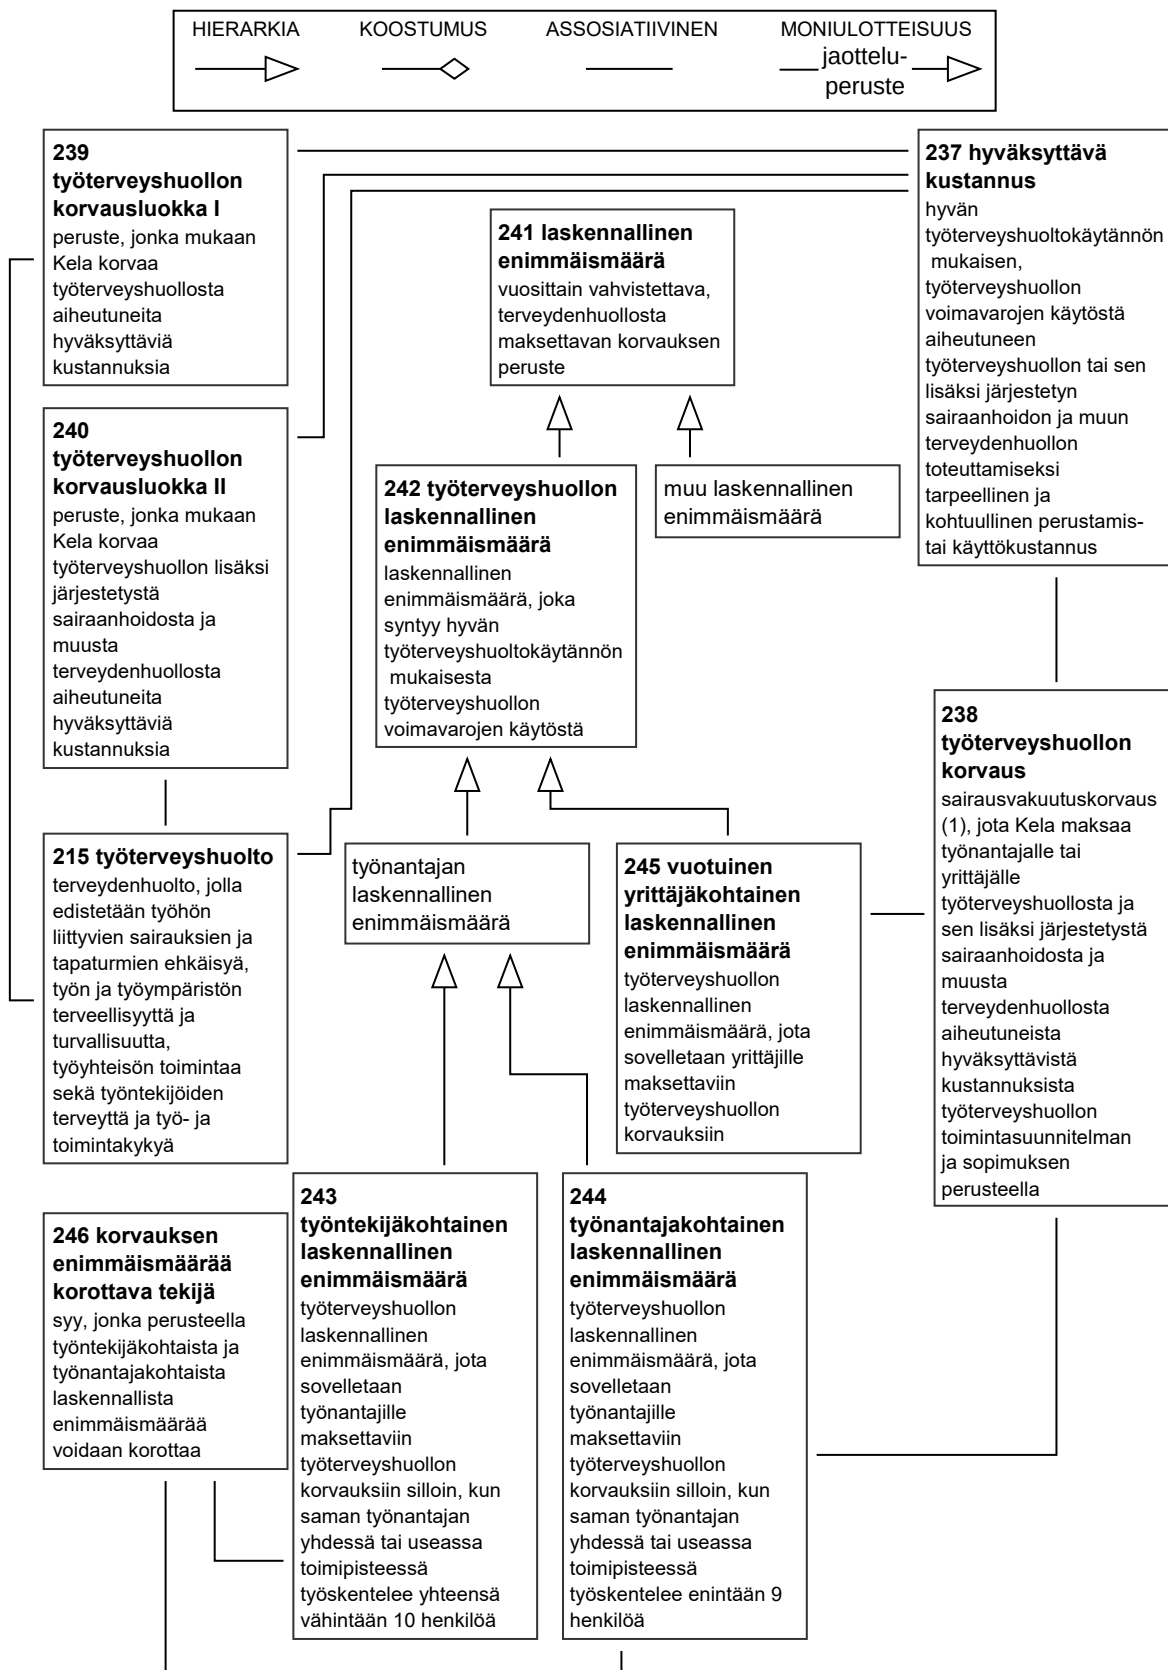 HIERARKIA
KOOSTUMUS
ASSOSIATIIVINEN
MONIULOTTEISUUS
jaottelu-
peruste
239
työterveyshuollon
korvausluokka I
peruste, jonka mukaan
Kela korvaa
työterveyshuollosta
aiheutuneita
hyväksyttäviä
kustannuksia
237 hyväksyttävä
kustannus
hyvän
työterveyshuoltokäytännön
mukaisen,
työterveyshuollon
voimavarojen käytöstä
aiheutuneen
työterveyshuollon tai sen
lisäksi järjestetyn
sairaanhoidon ja muun
terveydenhuollon
toteuttamiseksi
tarpeellinen ja
kohtuullinen perustamis-
tai käyttökustannus
241 laskennallinen
enimmäismäärä
vuosittain vahvistettava,
terveydenhuollosta
maksettavan korvauksen
peruste
240
työterveyshuollon
korvausluokka II
peruste, jonka mukaan
Kela korvaa
työterveyshuollon lisäksi
järjestetystä
sairaanhoidosta ja
muusta
terveydenhuollosta
aiheutuneita
hyväksyttäviä
kustannuksia
242 työterveyshuollon
laskennallinen
enimmäismäärä
laskennallinen
enimmäismäärä, joka
syntyy hyvän
työterveyshuoltokäytännön
mukaisesta
työterveyshuollon
voimavarojen käytöstä
muu laskennallinen
enimmäismäärä
238
työterveyshuollon
korvaus
sairausvakuutuskorvaus
(1), jota Kela maksaa
työnantajalle tai
yrittäjälle
työterveyshuollosta ja
sen lisäksi järjestetystä
sairaanhoidosta ja
muusta
terveydenhuollosta
aiheutuneista
hyväksyttävistä
kustannuksista
työterveyshuollon
toimintasuunnitelman
ja sopimuksen
perusteella
215 työterveyshuolto
terveydenhuolto, jolla
edistetään työhön
liittyvien sairauksien ja
tapaturmien ehkäisyä,
työn ja työympäristön
terveellisyyttä ja
turvallisuutta,
työyhteisön toimintaa
sekä työntekijöiden
terveyttä ja työ- ja
toimintakykyä
työnantajan
laskennallinen
enimmäismäärä
245 vuotuinen
yrittäjäkohtainen
laskennallinen
enimmäismäärä
työterveyshuollon
laskennallinen
enimmäismäärä, jota
sovelletaan yrittäjille
maksettaviin
työterveyshuollon
korvauksiin
246 korvauksen
enimmäismäärää
korottava tekijä
syy, jonka perusteella
työntekijäkohtaista ja
työnantajakohtaista
laskennallista
enimmäismäärää
voidaan korottaa
243
työntekijäkohtainen
laskennallinen
enimmäismäärä
työterveyshuollon
laskennallinen
enimmäismäärä, jota
sovelletaan
työnantajille
maksettaviin
työterveyshuollon
korvauksiin silloin, kun
saman työnantajan
yhdessä tai useassa
toimipisteessä
työskentelee yhteensä
vähintään 10 henkilöä
244
työnantajakohtainen
laskennallinen
enimmäismäärä
työterveyshuollon
laskennallinen
enimmäismäärä, jota
sovelletaan
työnantajille
maksettaviin
työterveyshuollon
korvauksiin silloin, kun
saman työnantajan
yhdessä tai useassa
toimipisteessä
työskentelee enintään 9
henkilöä